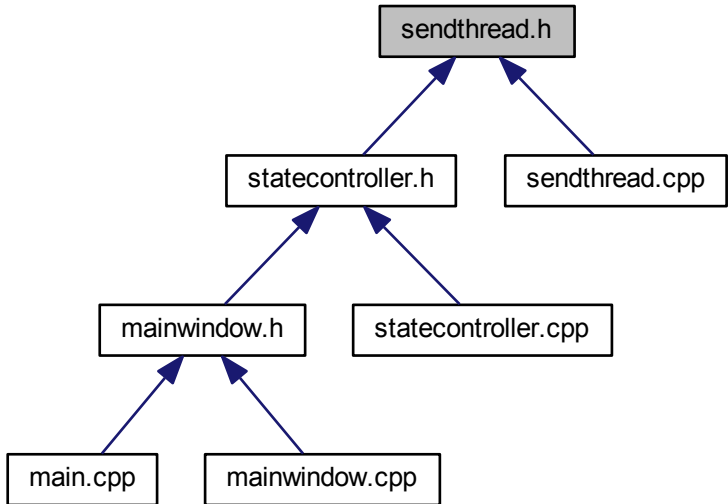 sendthread.h
statecontroller.h
sendthread.cpp
mainwindow.h
statecontroller.cpp
main.cpp
mainwindow.cpp